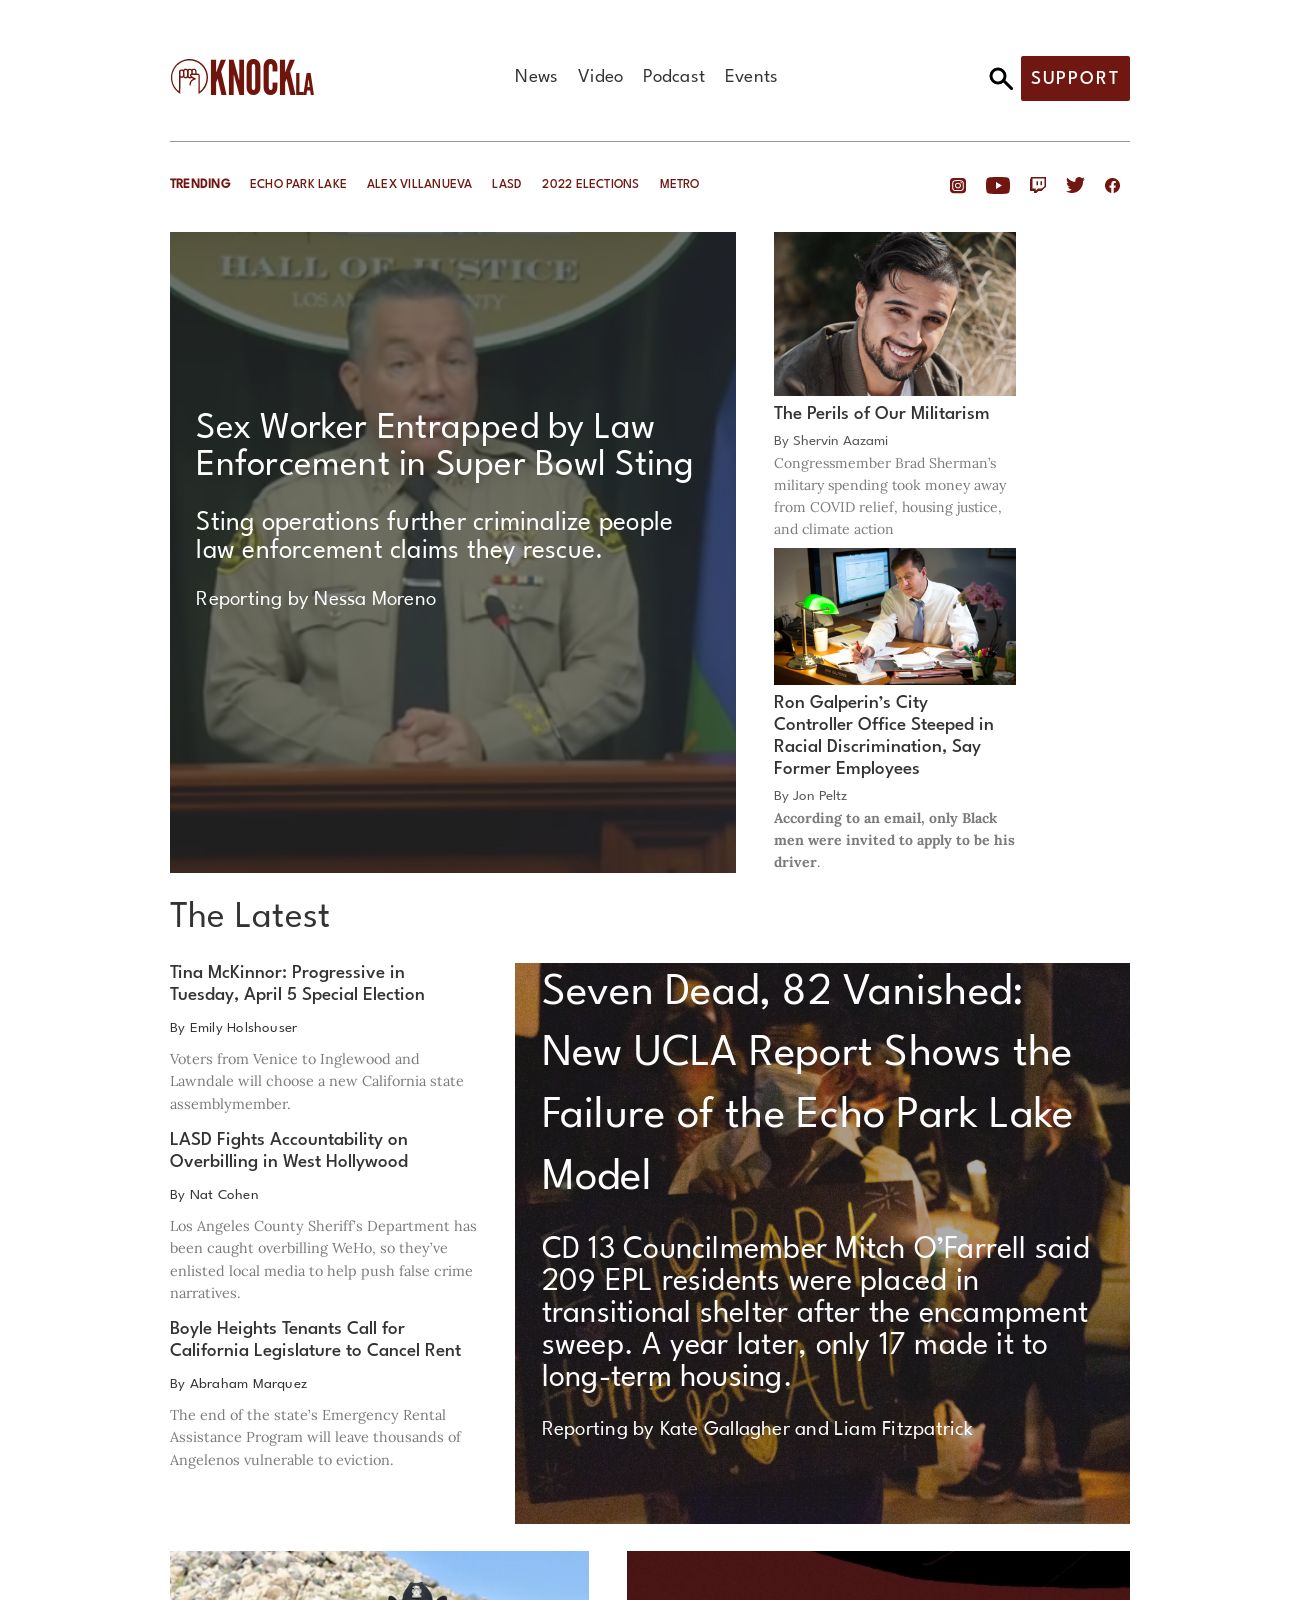 KNOCKLA
News Video Podcast Events
SUPPORT
TRENDING ECHO PARK LAKE ALEX VILLANUEVA LASD 2022 ELECTIONS METRO
HALL OF JUSTICE
Sex Worker Entrapped by Law
Enforcement in Super Bowl Sting
Sting operations further criminalize people
law enforcement claims they rescue.
Reporting by Nessa Moreno
The Perils of Our Militarism
By Shervin Aazami
Congressmember Brad Sherman’s
military spending took money away
from COVID relief, housing justice,
and climate action
Ron Galperin’s City
Controller Office Steeped in
Racial Discrimination, Say
Former Employees
By Jon Peltz
According to an email, only Black
men were invited to apply to be his
driver.
The Latest
Tina McKinnor: Progressive in
Tuesday, April 5 Special Election
By Emily Holshouser
Voters from Venice to Inglewood and
Lawndale will choose a new California state
assemblymember.
LASD Fights Accountability on
Overbilling in West Hollywood
By Nat Cohen
Los Angeles County Sheriff’s Department has
been caught overbilling WeHo, so they’ve
enlisted local media to help push false crime
narratives.
Boyle Heights Tenants Call for
California Legislature to Cancel Rent
By Abraham Marquez
The end of the state’s Emergency Rental
Assistance Program will leave thousands of
Angelenos vulnerable to eviction.
Seven Dead, 82 Vanished:
New UCLA Report Shows the
Failure of the Echo Park Lake
Model
CD 13 Councilmember Mitch O’Farrell said
209 EPL residents were placed in
transitional shelter after the encampment
sweep. A year later, only 17 made it to
long-term housing.
Reporting by Kate Gallagher and Liam Fitzpatrick